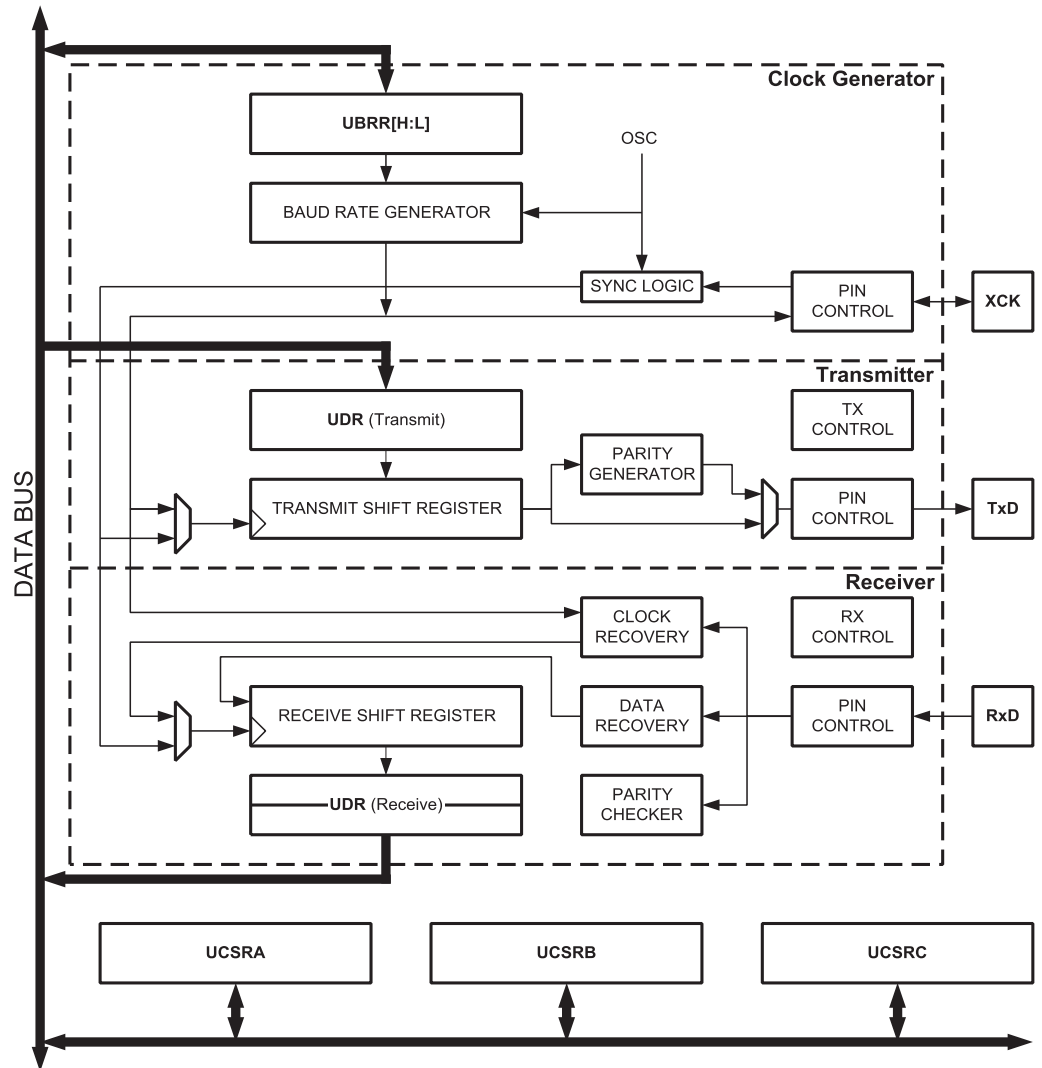 Clock Generator
UBRR[H:L]
OSC
BAUD RATE GENERATOR
SYNC LOGIC
PIN
CONTROL
XCK
Transmitter
UDR (Transmit)
TX
CONTROL
PARITY
GENERATOR
TRANSMIT SHIFT REGISTER
PIN
CONTROL
TxD
DATA BUS
Receiver
CLOCK
RECOVERY
RX
CONTROL
RECEIVE SHIFT REGISTER
DATA
RECOVERY
PIN
CONTROL
RxD
UDR (Receive)
PARITY
CHECKER
UCSRA
UCSRB
UCSRC